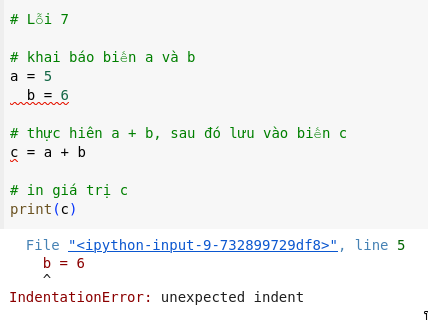 # Lỗi 7
# khai báo biến a và b
a = 5
  b = 6
# thực hiên a + b, sau đó lưu vào biến c
c = a + b
# in giá trị c
print(c)
  File "<ipython-input-9-732899729df8>", line 5
    b = 6
    ^
IndentationError: unexpected indent